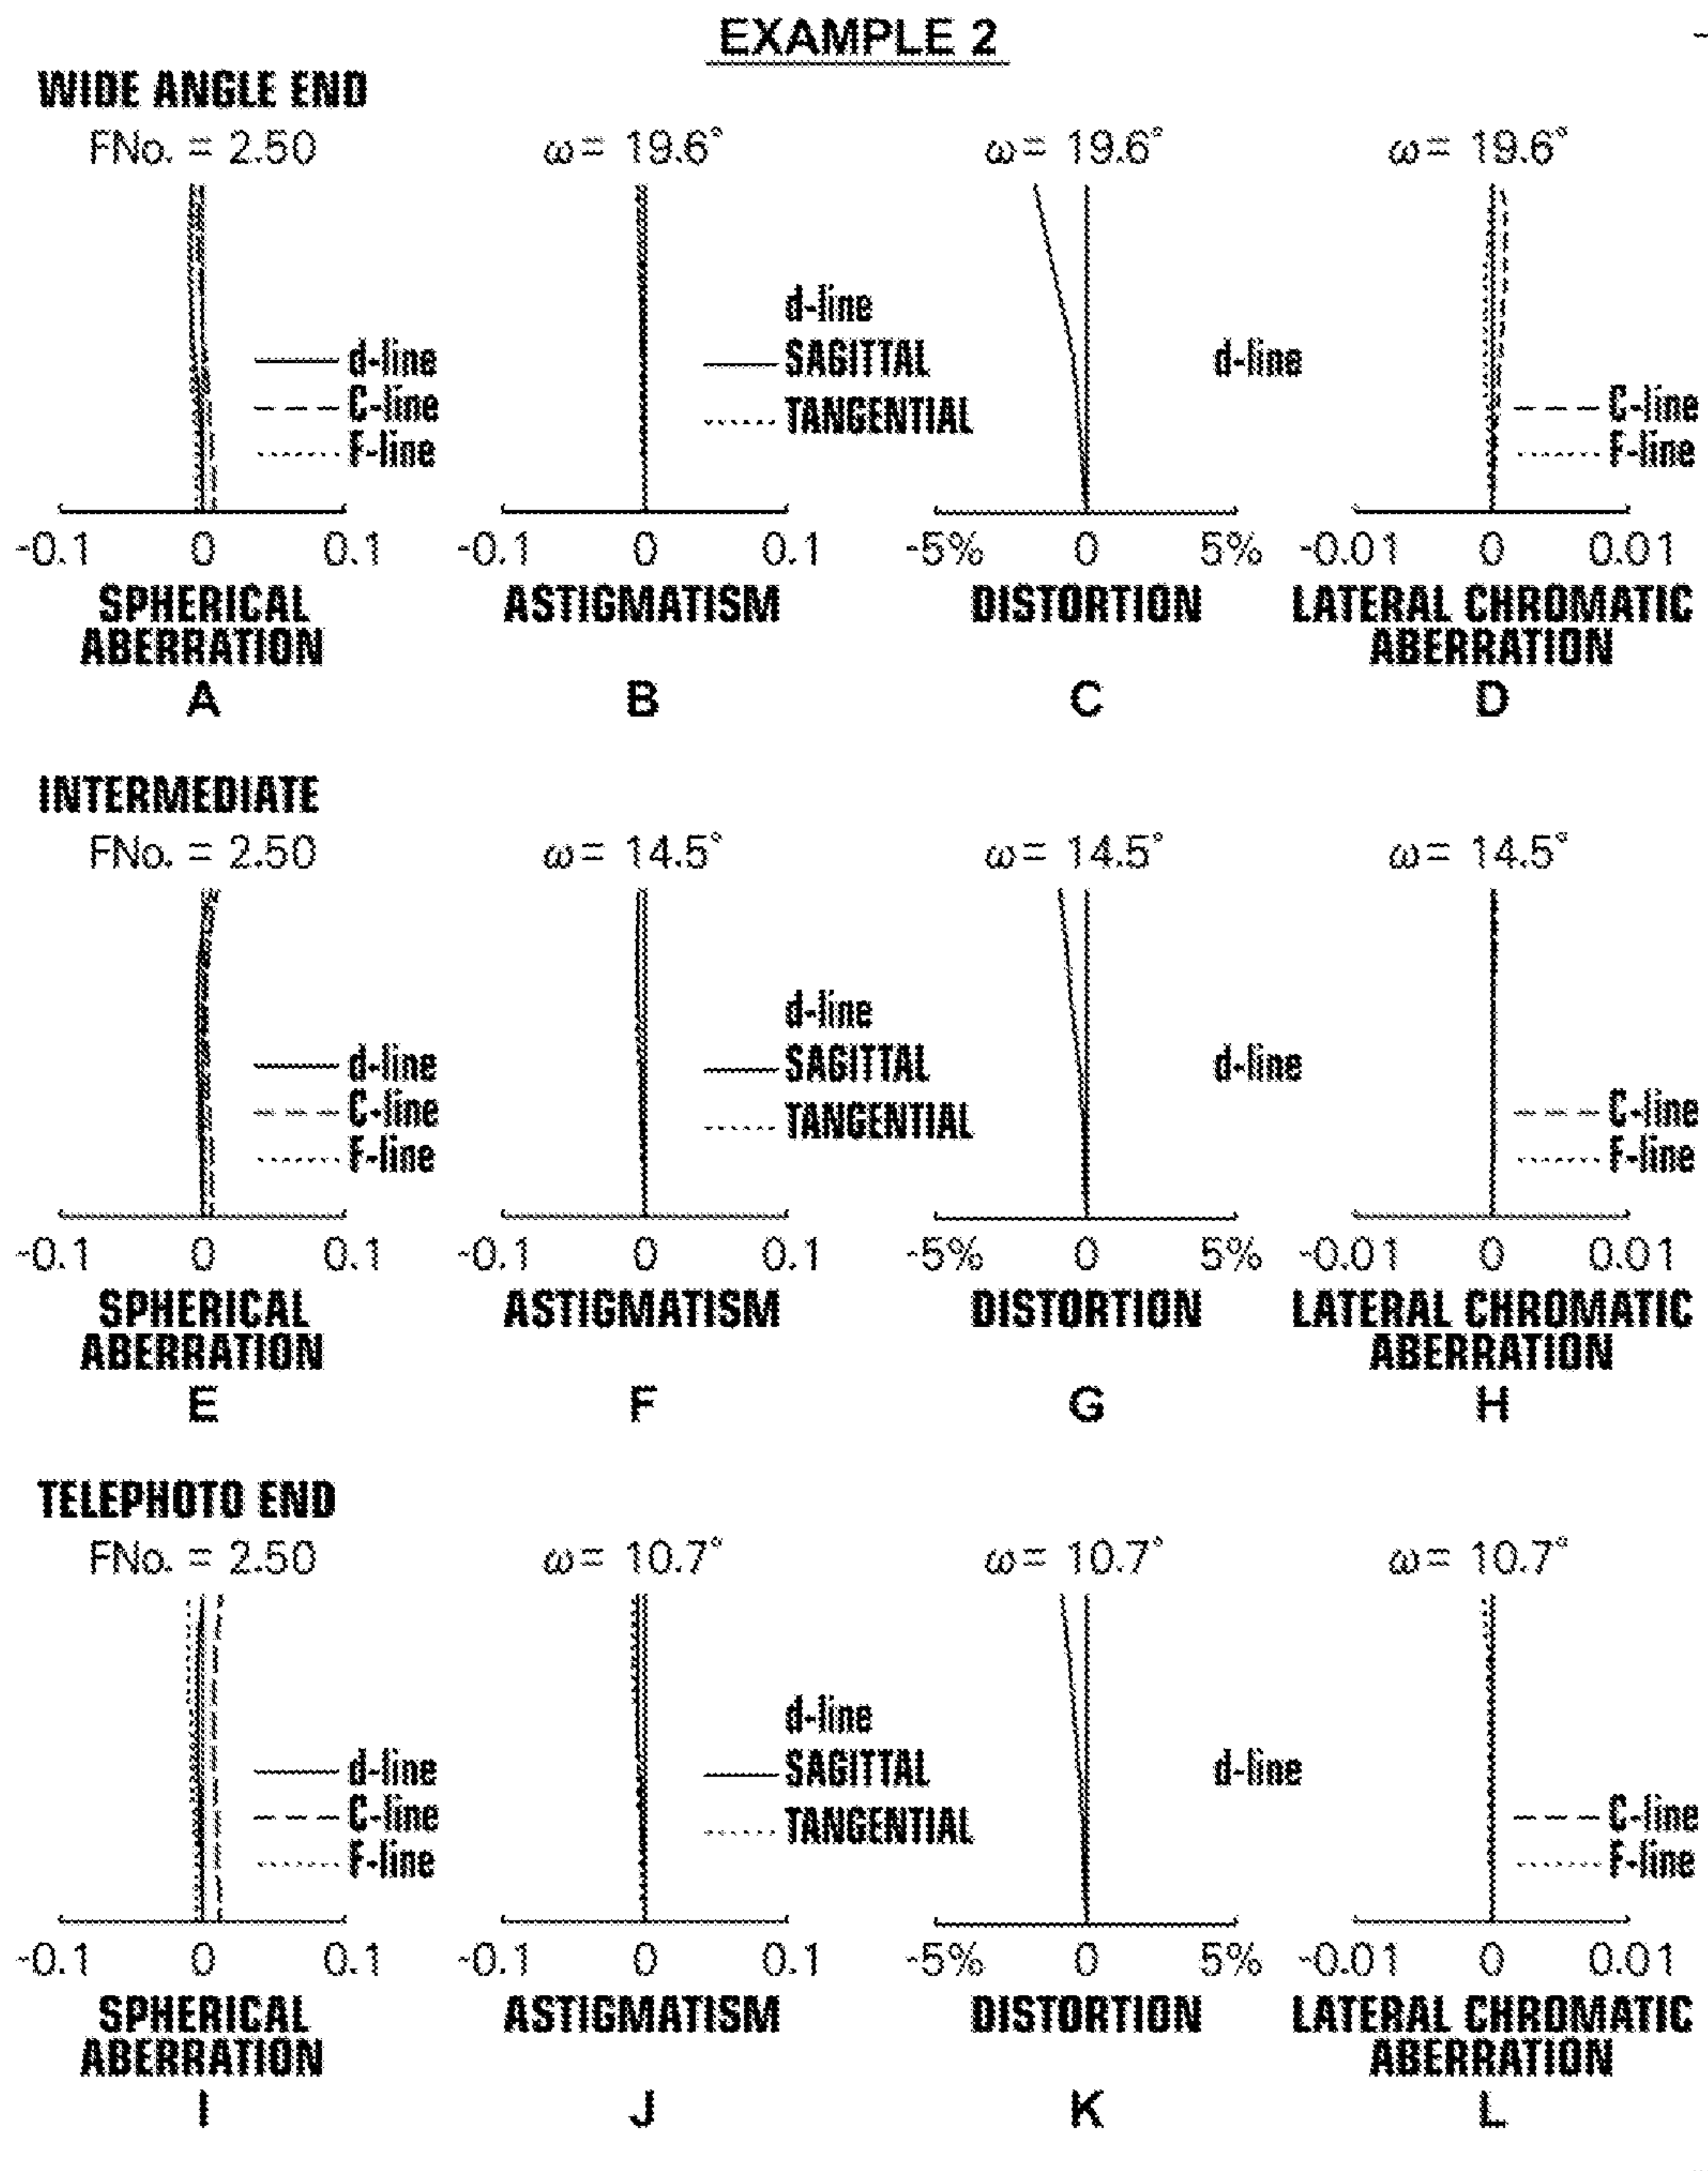 EXAMPLE 2
WIDE ANGLE END
FNo. = 2.50
ω = 19.6°
ω = 19.6°
ω = 19.6°
d-line
C-line
F-line
d-line
SAGITTAL
TANGENTIAL
d-line
C-line
F-line
-0.1 0 0.1
-0.1 0 0.1
-5% 0 5%
-0.01 0 0.01
SPHERICAL
ABERRATION
ASTIGMATISM
DISTORTION
LATERAL CHROMATIC
ABERRATION
A
B
C
D
INTERMEDIATE
FNo. = 2.50
ω = 14.5°
ω = 14.5°
ω = 14.5°
d-line
C-line
F-line
d-line
SAGITTAL
TANGENTIAL
d-line
C-line
F-line
-0.1 0 0.1
-0.1 0 0.1
-5% 0 5%
-0.01 0 0.01
SPHERICAL
ABERRATION
ASTIGMATISM
DISTORTION
LATERAL CHROMATIC
ABERRATION
E
F
G
H
TELEPHOTO END
FNo. = 2.50
ω = 10.7°
ω = 10.7°
ω = 10.7°
d-line
C-line
F-line
d-line
SAGITTAL
TANGENTIAL
d-line
C-line
F-line
-0.1 0 0.1
-0.1 0 0.1
-5% 0 5%
-0.01 0 0.01
SPHERICAL
ABERRATION
ASTIGMATISM
DISTORTION
LATERAL CHROMATIC
ABERRATION
I
J
K
L